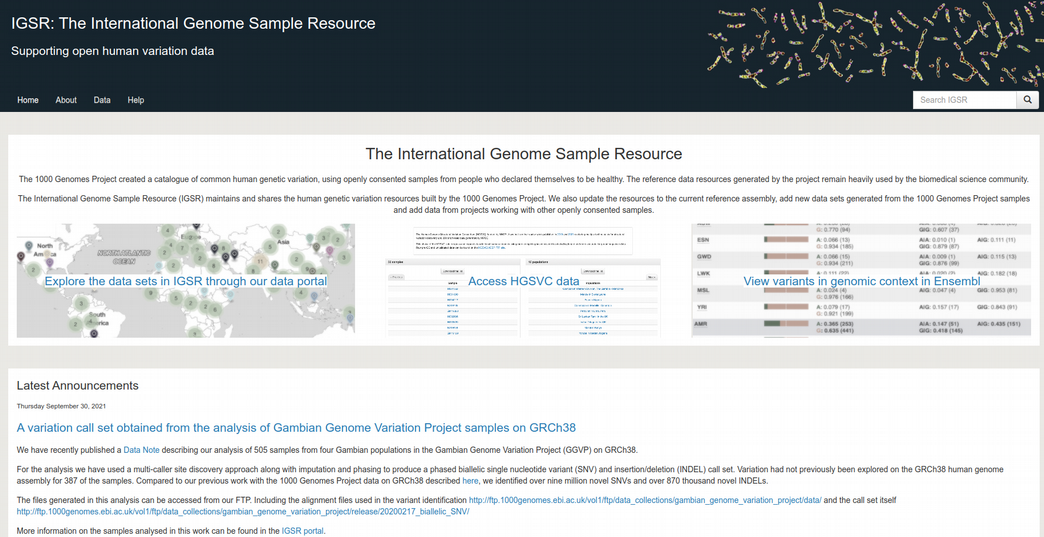 IGSR: The International Genome Sample Resource
Supporting open human variation data
Home About Data Help
Search IGSR
The International Genome Sample Resource
The 1000 Genomes Project created a catalogue of common human genetic variation, using openly consented samples from people who declared themselves to be healthy. The reference data resources generated by the project remain heavily used by the biomedical science community.
The International Genome Sample Resource (IGSR) maintains and shares the human genetic variation resources built by the 1000 Genomes Project. We also update the resources to the current reference assembly, add new data sets generated from the 1000 Genomes Project samples
and add data from projects working with other openly consented samples.
Explore the data sets in IGSR through our data portal
Access HGSVC data
View variants in genomic context in Ensembl
North
NORTH ATLANTIC
OCEAN
Asia
South
ESN
GWD
LWK
MSL
YRI
AMR
Latest Announcements
Thursday September 30, 2021
A variation call set obtained from the analysis of Gambian Genome Variation Project samples on GRCh38
We have recently published a Data Note describing our analysis of 505 samples from four Gambian populations in the Gambian Genome Variation Project (GGVP) on GRCh38.
For the analysis we have used a multi-caller site discovery approach along with imputation and phasing to produce a phased biallelic single nucleotide variant (SNV) and insertion/deletion (INDEL) call set. Variation had not previously been explored on the GRCh38 human genome
assembly for 387 of the samples. Compared to our previous work with the 1000 Genomes Project data on GRCh38 described here, we identified over nine million novel SNVs and over 870 thousand novel INDELs.
The files generated in this analysis can be accessed from our FTP. Including the alignment files used in the variant identification http://ftp.1000genomes.ebi.ac.uk/vol1/ftp/data_collections/gambian_genome_variation_project/data/ and the call set itself
http://ftp.1000genomes.ebi.ac.uk/vol1/ftp/data_collections/gambian_genome_variation_project/release/20200217_biallelic_SNV/
More information on the samples analysed in this work can be found in the IGSR portal.